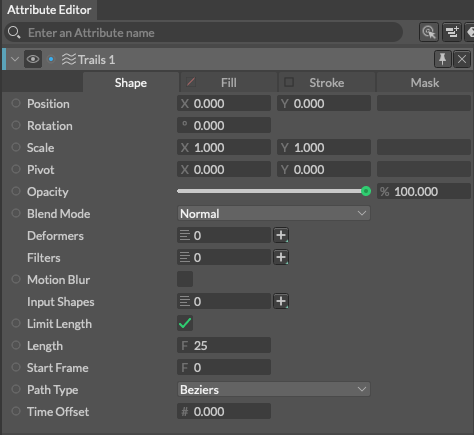 Attribute Editor
Enter an Attribute name
Trails 1
Shape Fill Stroke Mask
Position X 0.000 Y 0.000
Rotation ° 0.000
Scale X 1.000 Y 1.000
Pivot X 0.000 Y 0.000
Opacity % 100.000
Blend Mode Normal
Deformers 0
Filters 0
Motion Blur
Input Shapes 0
Limit Length
Length F 25
Start Frame F 0
Path Type Beziers
Time Offset # 0.000